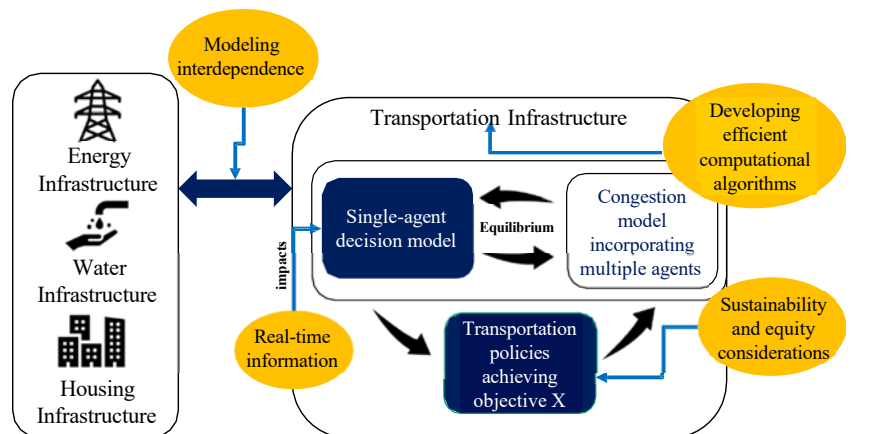 Modeling
interdependence
Energy
Infrastructure
Water
Infrastructure
Housing
Infrastructure
Transportation Infrastructure
Developing
efficient
computational
algorithms
Single-agent
decision model
Equilibrium
Congestion
model
incorporating
multiple agents
impacts
Real-time
information
Transportation
policies
achieving
objective X
Sustainability
and equity
considerations